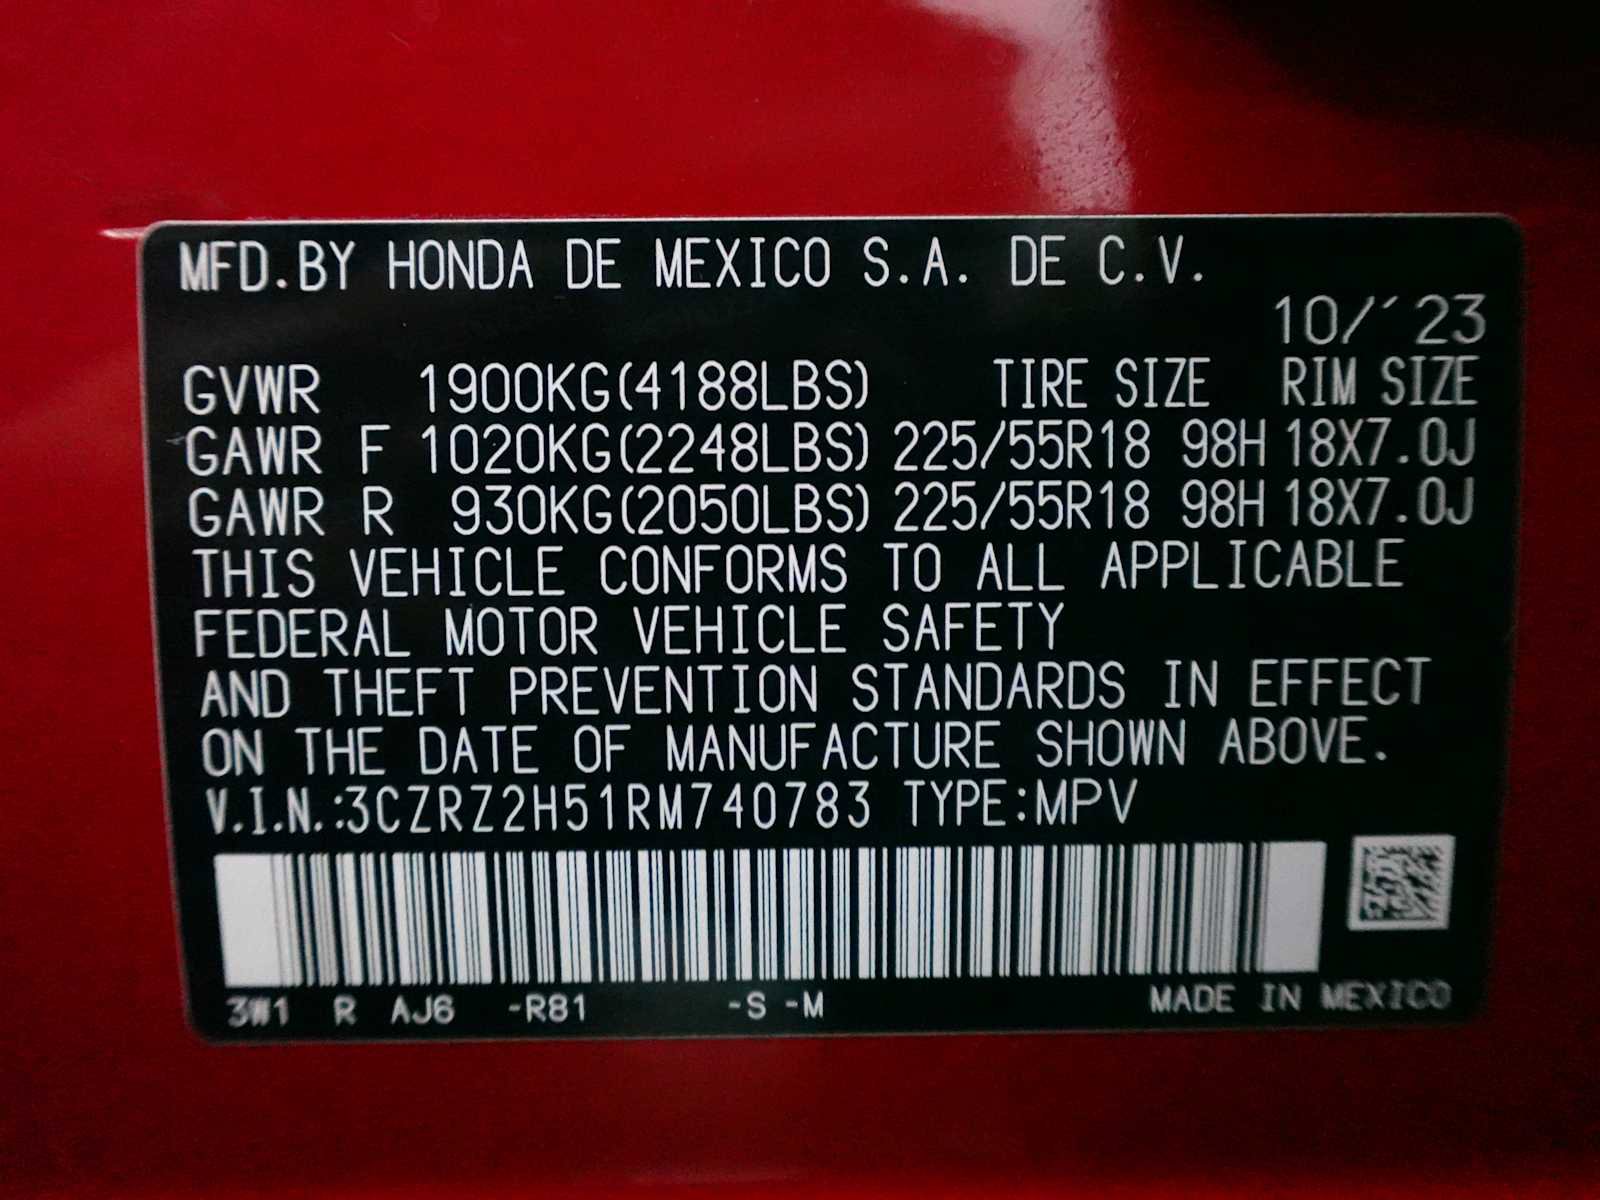 MFD.BY HONDA DE MEXICO S.A. DE C.V.
10/´23
GVWR 1900KG(4188LBS) TIRE SIZE RIM SIZE
GAWR F 1020KG(2248LBS) 225/55R18 98H 18X7.0J
GAWR R 930KG(2050LBS) 225/55R18 98H 18X7.0J
THIS VEHICLE CONFORMS TO ALL APPLICABLE
FEDERAL MOTOR VEHICLE SAFETY
AND THEFT PREVENTION STANDARDS IN EFFECT
ON THE DATE OF MANUFACTURE SHOWN ABOVE.
V.I.N.:3CZRZ2H51RM740783 TYPE:MPV
3W1 R AJ6 -R81 -S -M MADE IN MEXICO